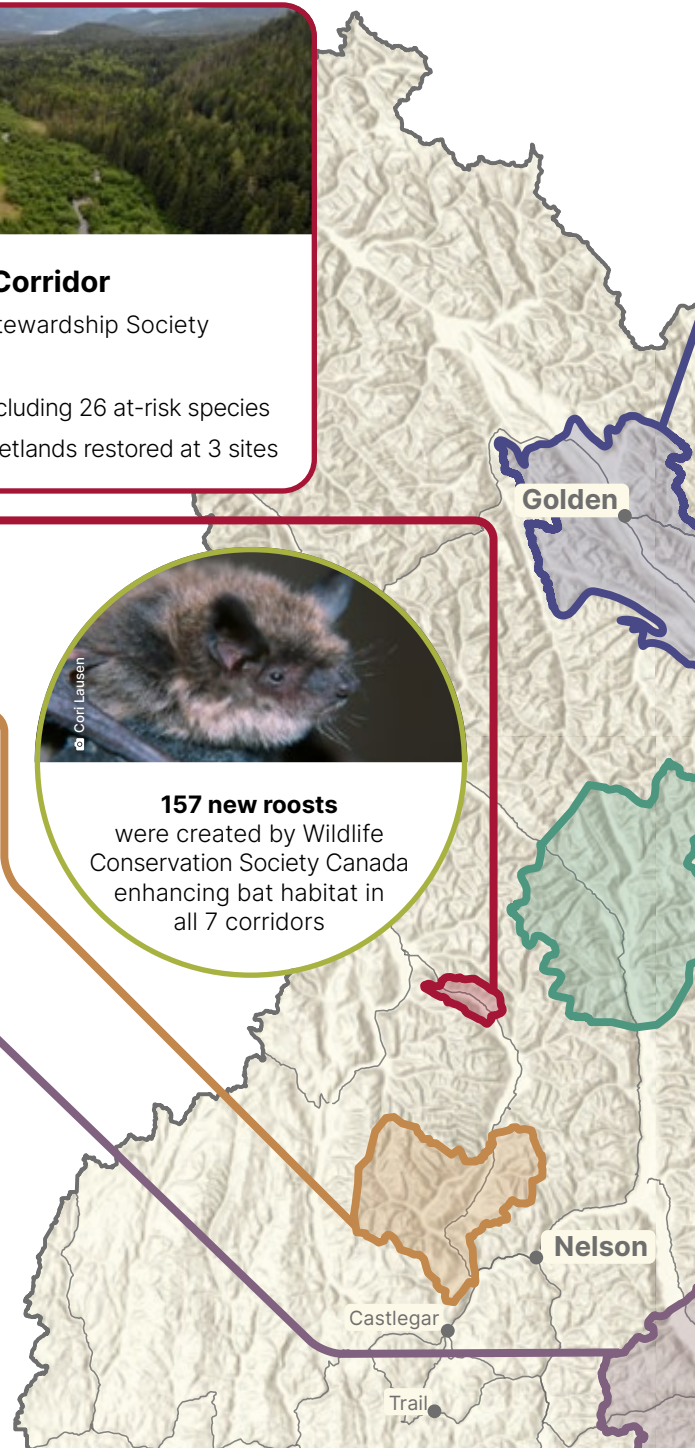 Corridor
tewardship Society
cluding 26 at-risk species
etlands restored at 3 sites
Golden
Cori Lausen
157 new roosts
were created by Wildlife
Conservation Society Canada
enhancing bat habitat in
all 7 corridors
Nelson
Castlegar
Trail